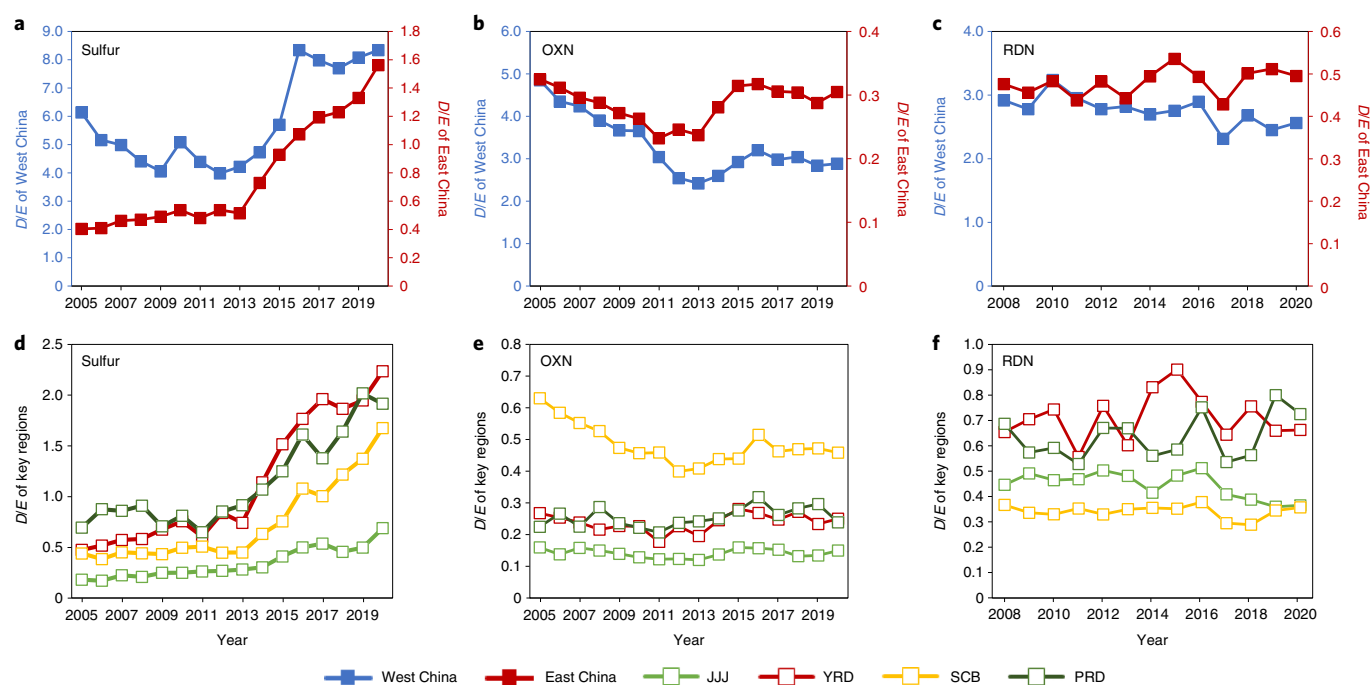 a
Sulfur
D/E of West China
9.0
8.0
7.0
6.0
5.0
4.0
3.0
2.0
1.0
0
1.8
1.6
1.4
1.2
1.0
0.8
0.6
0.4
0.2
0
D/E of East China
2005 2007 2009 2011 2013 2015 2017 2019
b
OXN
D/E of West China
6.0
5.0
4.0
3.0
2.0
1.0
0
0.4
0.3
0.2
0.1
0
D/E of East China
2005 2007 2009 2011 2013 2015 2017 2019
c
RDN
D/E of West China
4.0
3.0
2.0
1.0
0
0.6
0.5
0.4
0.3
0.2
0.1
0
D/E of East China
2008 2010 2012 2014 2016 2018 2020
d
Sulfur
D/E of key regions
2.5
2.0
1.5
1.0
0.5
0
2005 2007 2009 2011 2013 2015 2017 2019
Year
e
OXN
D/E of key regions
0.8
0.7
0.6
0.5
0.4
0.3
0.2
0.1
0
2005 2007 2009 2011 2013 2015 2017 2019
Year
f
RDN
D/E of key regions
1.0
0.9
0.8
0.7
0.6
0.5
0.4
0.3
0.2
0.1
0
2008 2010 2012 2014 2016 2018 2020
Year
West China East China JJJ YRD SCB PRD